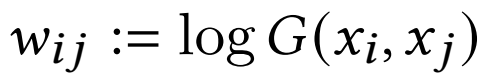 w_{ij} := \log G(x_i, x_j)